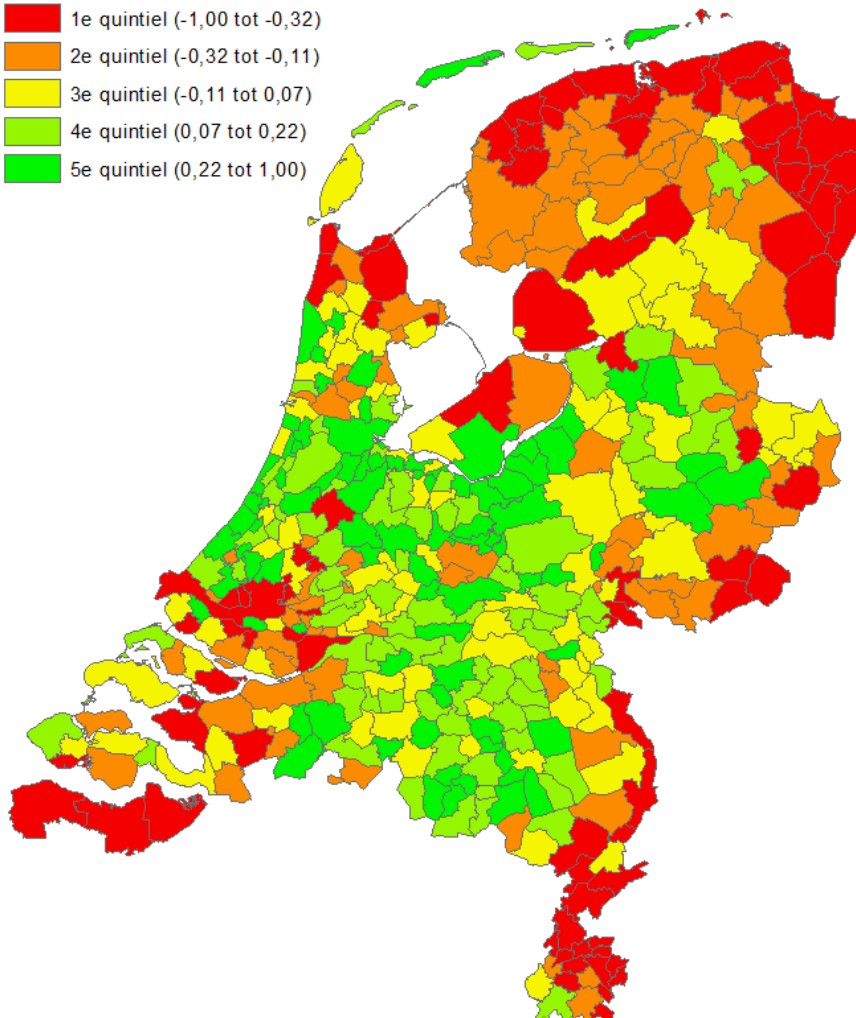 1e quintiel (-1,00 tot -0,32)
2e quintiel (-0,32 tot -0,11)
3e quintiel (-0,11 tot 0,07)
4e quintiel (0,07 tot 0,22)
5e quintiel (0,22 tot 1,00)